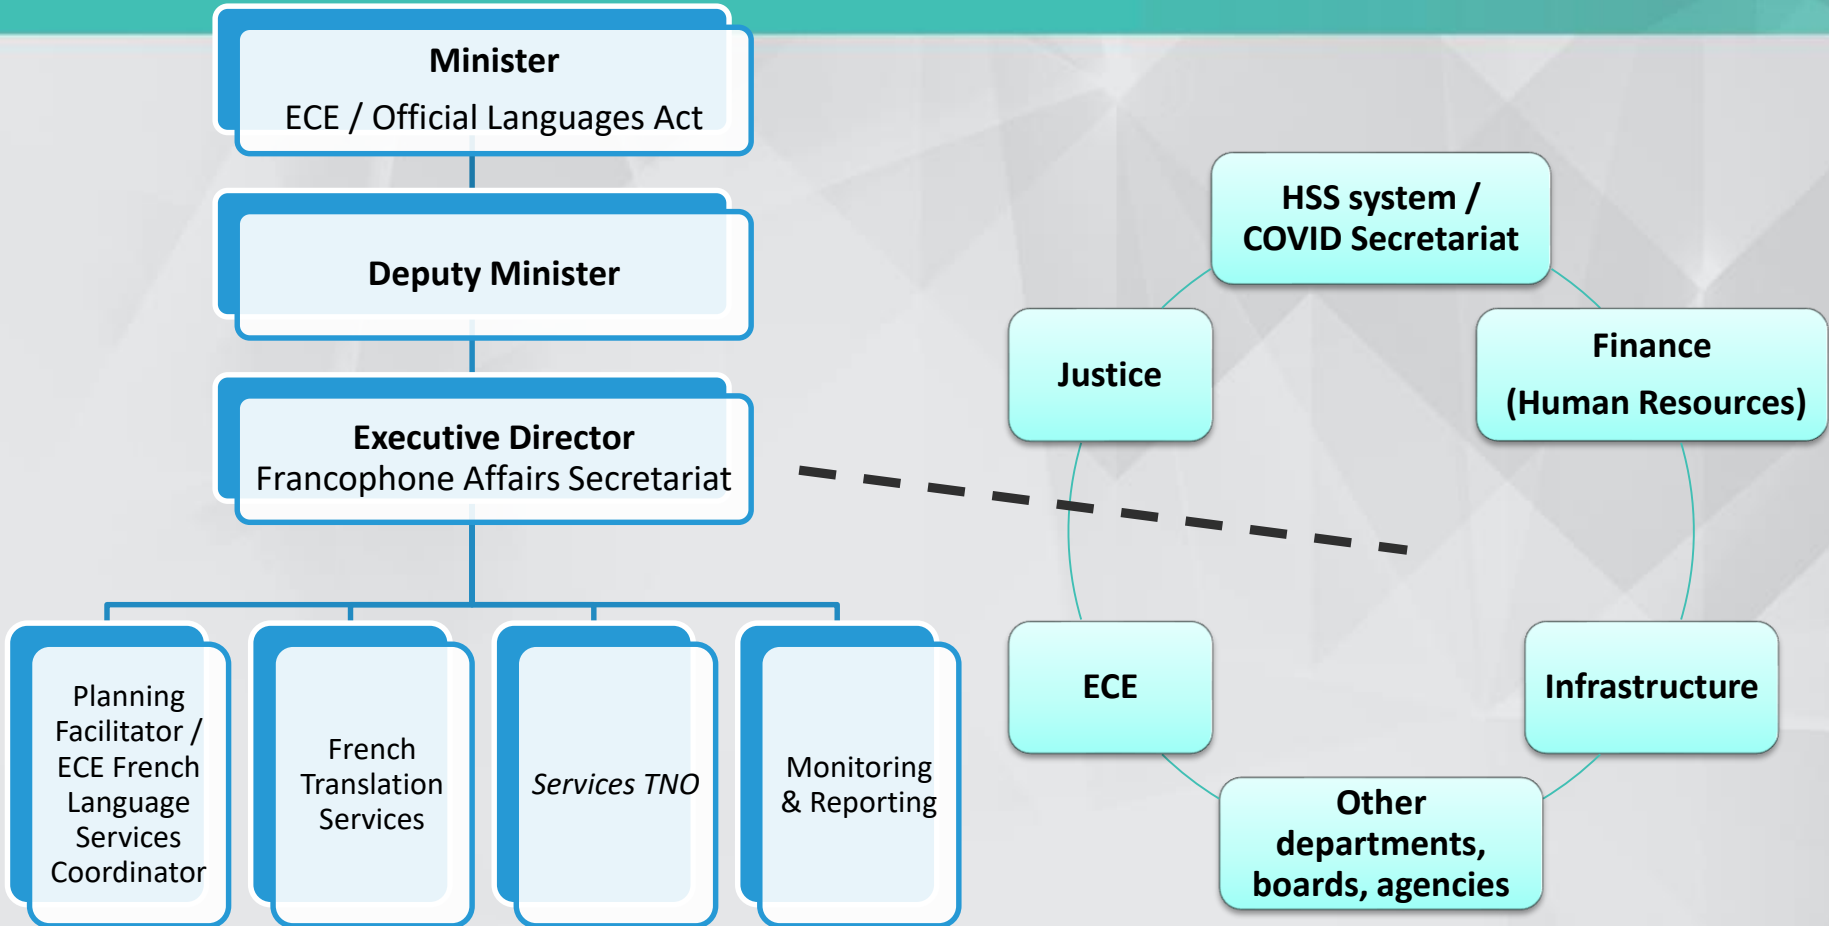 Minister
ECE / Official Languages Act
Deputy Minister
Executive Director
Francophone Affairs Secretariat
Planning
Facilitator /
ECE French
Language
Services
Coordinator
French
Translation
Services
Services TNO
Monitoring
& Reporting
HSS system /
COVID Secretariat
Finance
(Human Resources)
Infrastructure
Other
departments,
boards, agencies
ECE
Justice